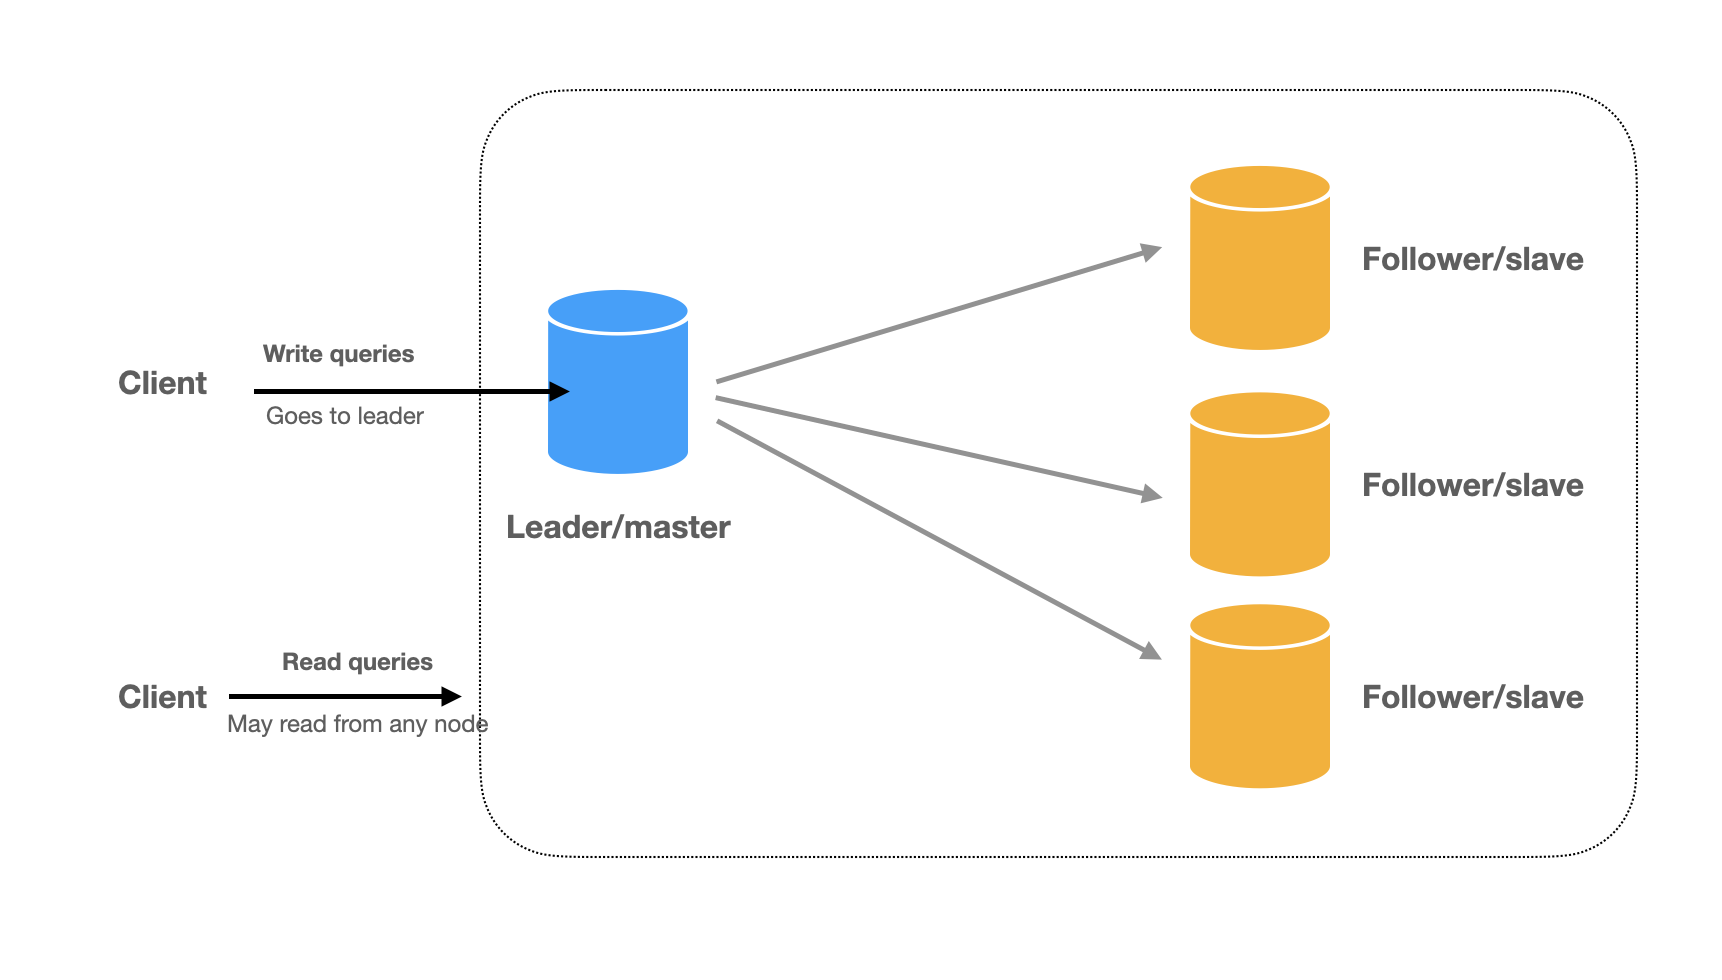 Write queries
Client
Goes to leader
Leader/master
Follower/slave
Follower/slave
Follower/slave
Read queries
Client
May read from any node